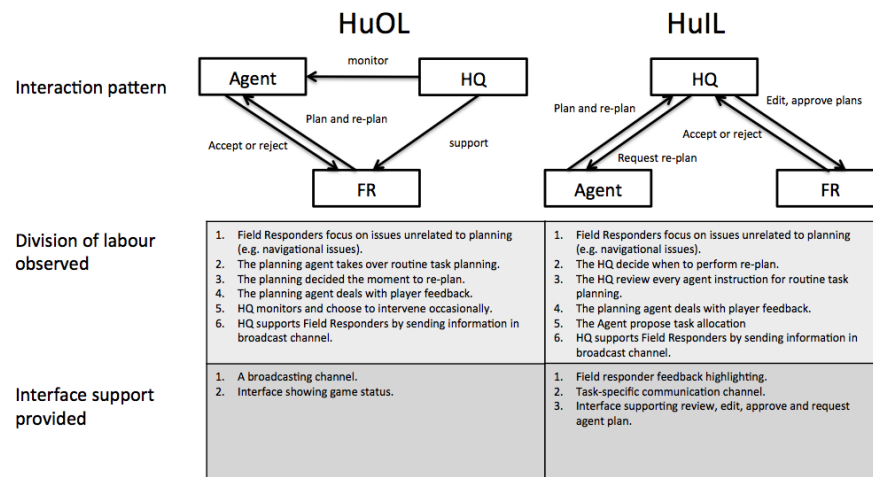 HuOL
HuIL
Interaction pattern
Agent
monitor
HQ
Plan and re-plan
Accept or reject
support
FR
HQ
Plan and re-plan
Edit, approve plans
Accept or reject
Request re-plan
Agent
FR
Division of labour
observed
1. Field Responders focus on issues unrelated to planning
(e.g. navigational issues).
2. The planning agent takes over routine task planning.
3. The planning decided the moment to re-plan.
4. The planning agent deals with player feedback.
5. HQ monitors and choose to intervene occasionally.
6. HQ supports Field Responders by sending information in
broadcast channel.
1. Field Responders focus on issues unrelated to planning
(e.g. navigational issues).
2. The HQ decide when to perform re-plan.
3. The HQ review every agent instruction for routine task
planning.
4. The planning agent deals with player feedback.
5. The Agent propose task allocation
6. HQ supports Field Responders by sending information in
broadcast channel.
Interface support
provided
1. A broadcasting channel.
2. Interface showing game status.
1. Field responder feedback highlighting.
2. Task-specific communication channel.
3. Interface supporting review, edit, approve and request
agent plan.